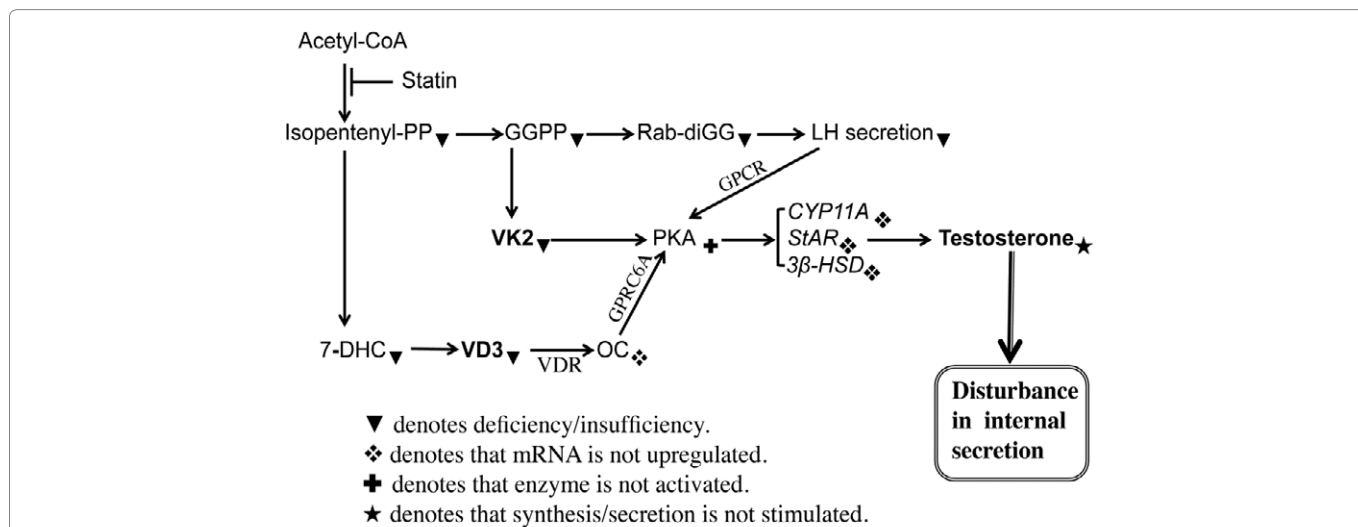 Acetyl-CoA
Statin
Isopentenyl-PP▼ GGPP▼ Rab-diGG▼ LH secretion▼
GPCR
CYP11A❖
VK2▼ PKA✚ StAR❖ Testosterone★
3β-HSD❖
GPRC6A
7-DHC▼ VD3▼ VDR OC❖
Disturbance
in internal
secretion
▼ denotes deficiency/insufficiency.
❖ denotes that mRNA is not upregulated.
✚ denotes that enzyme is not activated.
★ denotes that synthesis/secretion is not stimulated.